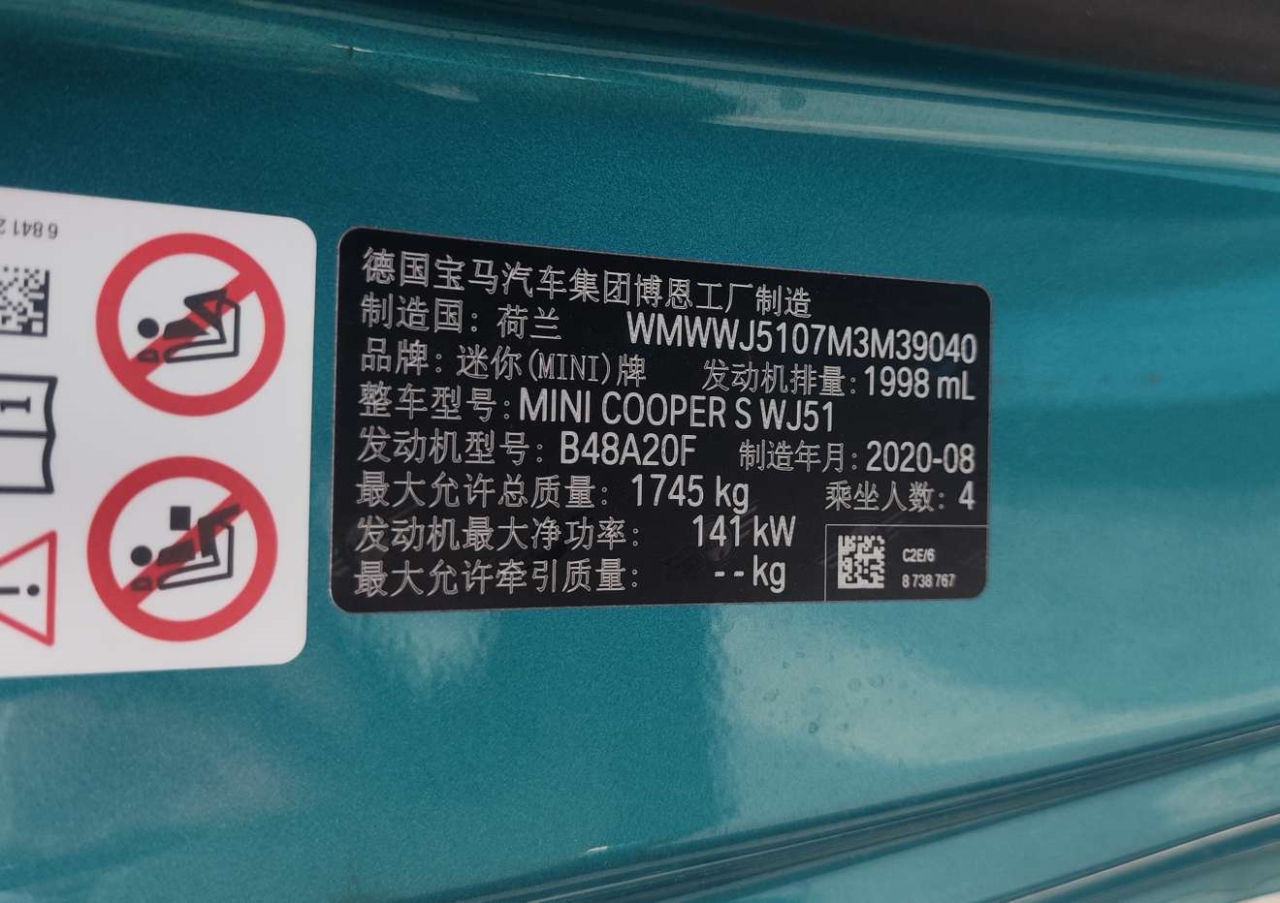 6 841 2
1
德国宝马汽车集团博恩工厂制造
制造国：荷兰 WMWWJ5107M3M39040
品牌：迷你(MINI)牌 发动机排量：1998 mL
整车型号：MINI COOPER S WJ51
发动机型号：B48A20F 制造年月：2020-08
最大允许总质量：1745 kg 乘坐人数：4
发动机最大净功率：141 kW
最大允许牵引质量：--kg
C2E/6
8 738 767